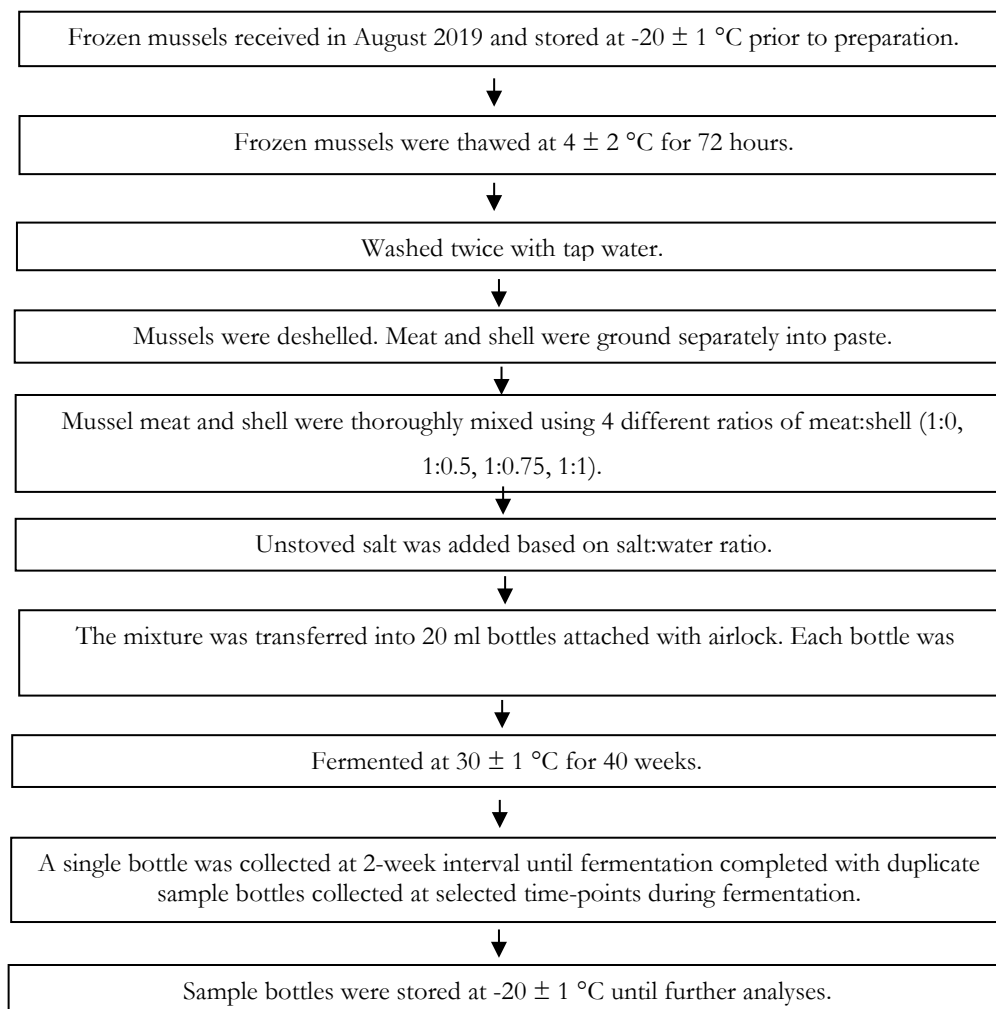 Frozen mussels received in August 2019 and stored at -20 ± 1 °C prior to preparation.
Frozen mussels were thawed at 4 ± 2 °C for 72 hours.
Washed twice with tap water.
Mussels were deshelled. Meat and shell were ground separately into paste.
Mussel meat and shell were thoroughly mixed using 4 different ratios of meat:shell (1:0,
1:0.5, 1:0.75, 1:1).
Unstoved salt was added based on salt:water ratio.
The mixture was transferred into 20 ml bottles attached with airlock. Each bottle was
Fermented at 30 ± 1 °C for 40 weeks.
A single bottle was collected at 2-week interval until fermentation completed with duplicate
sample bottles collected at selected time-points during fermentation.
Sample bottles were stored at -20 ± 1 °C until further analyses.